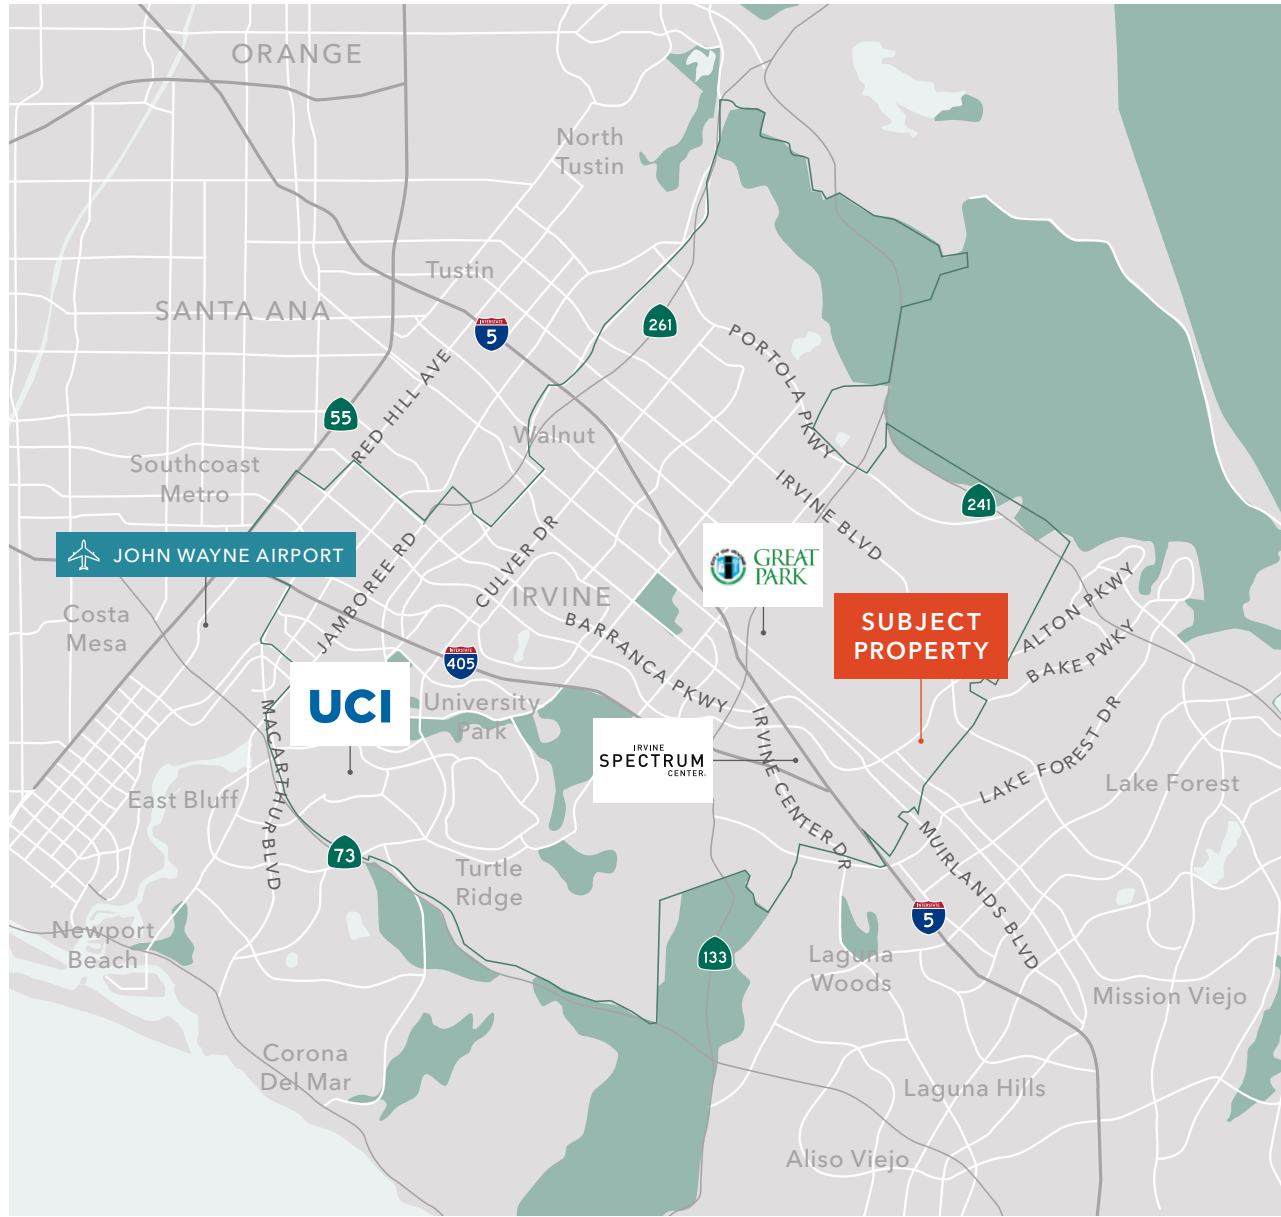 ORANGE
North
Tustin
Tustin
SANTA ANA
INTERSTATE
5
261
PORTOLA PKWY
RED HILL AVE
55
Walnut
Southcoast
Metro
IRVINE BLVD
241
JOHN WAYNE AIRPORT
JAMBOREE RD
CULVER DR
IRVINE
GREAT
PARK
Costa
Mesa
BARRANCA PKWY
SUBJECT
PROPERTY
ALTON PKWY
BAKE PWKY
INTERSTATE
405
UCI
University
Park
MACARTHUR BLVD
IRVINE
SPECTRUM
CENTER
IRVINE CENTER DR
LAKE FOREST DR
Lake Forest
East Bluff
73
Turtle
Ridge
MUIRLANDS BLVD
INTERSTATE
5
Newport
Beach
133
Laguna
Woods
Mission Viejo
Corona
Del Mar
Laguna Hills
Aliso Viejo